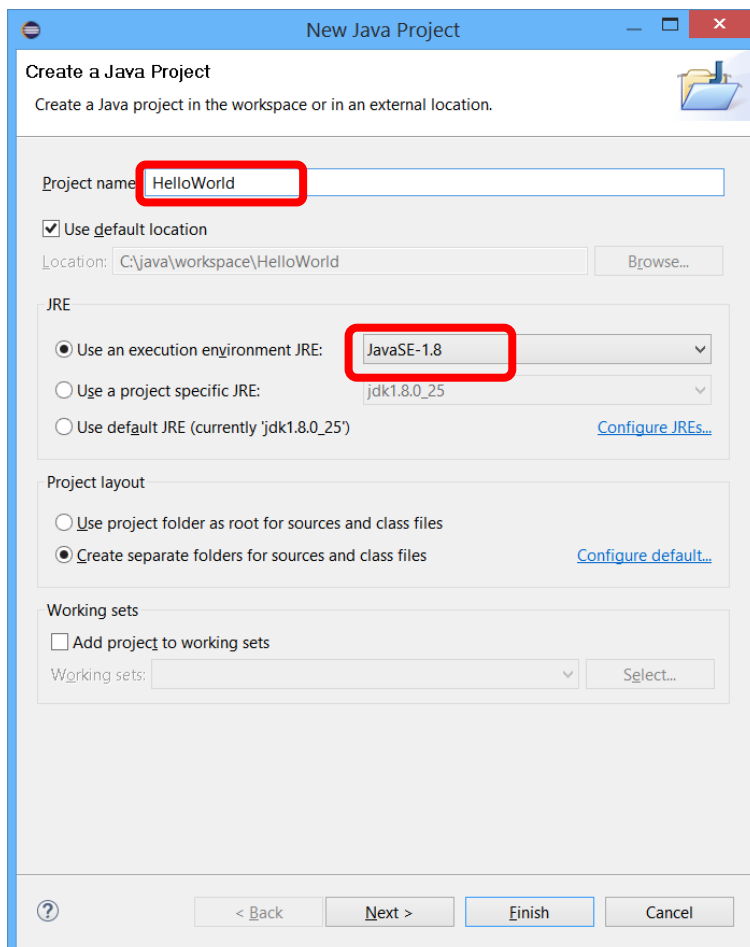 New Java Project
Create a Java Project
Create a Java project in the workspace or in an external location.
Project name HelloWorld
Use default location
Location: C:\java\workspace\HelloWorld Browse...
JRE
Use an execution environment JRE: JavaSE-1.8
Use a project specific JRE: jdk1.8.0_25
Use default JRE (currently 'jdk1.8.0_25') Configure JREs...
Project layout
Use project folder as root for sources and class files
Create separate folders for sources and class files Configure default...
Working sets
Add project to working sets
Working sets: Select...
? < Back Next > Finish Cancel